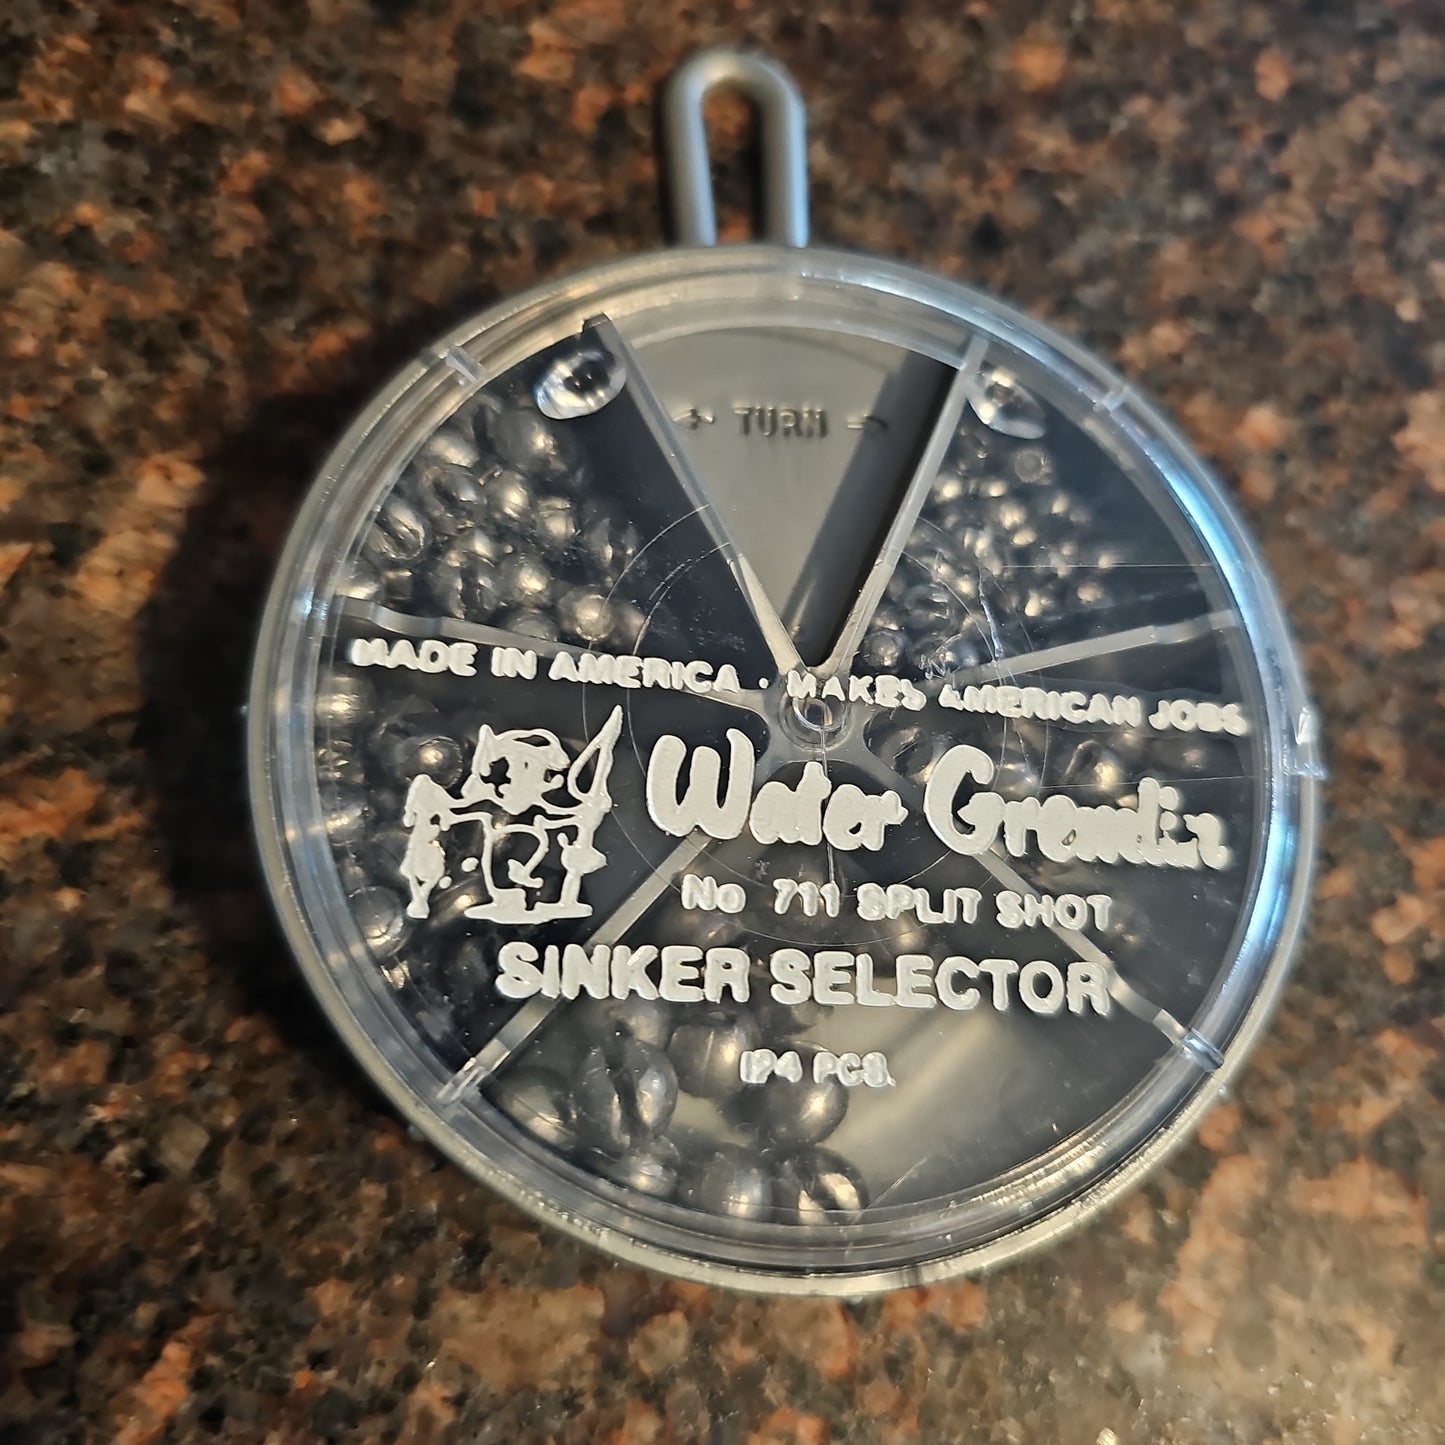 TURN
MADE IN AMERICA · MAKES AMERICAN JOBS
Water Gremlin
No 711 SPLIT SHOT
SINKER SELECTOR
124 PCS.